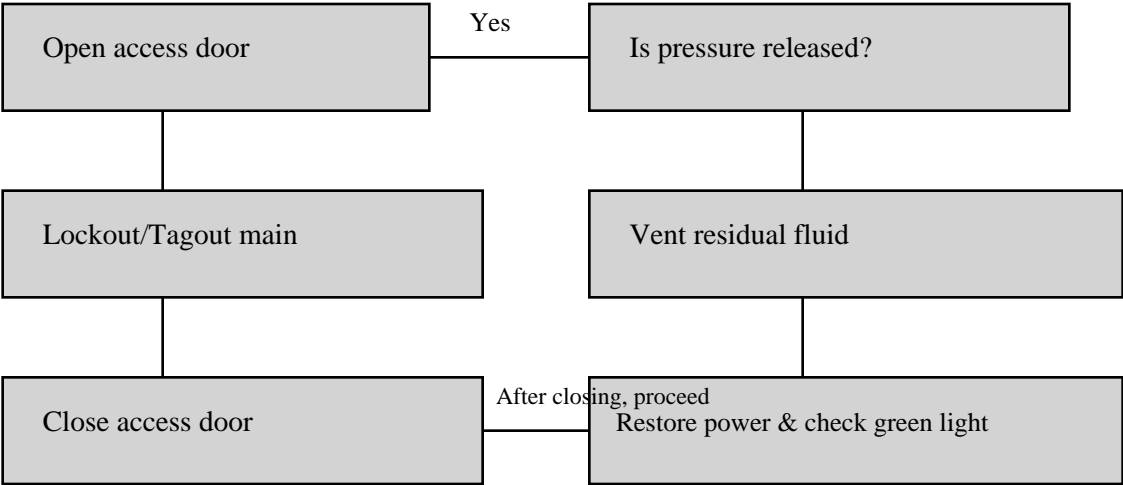 Open access door
Yes
Is pressure released?
Lockout/Tagout main
Vent residual fluid
Close access door
After closing, proceed
Restore power & check green light